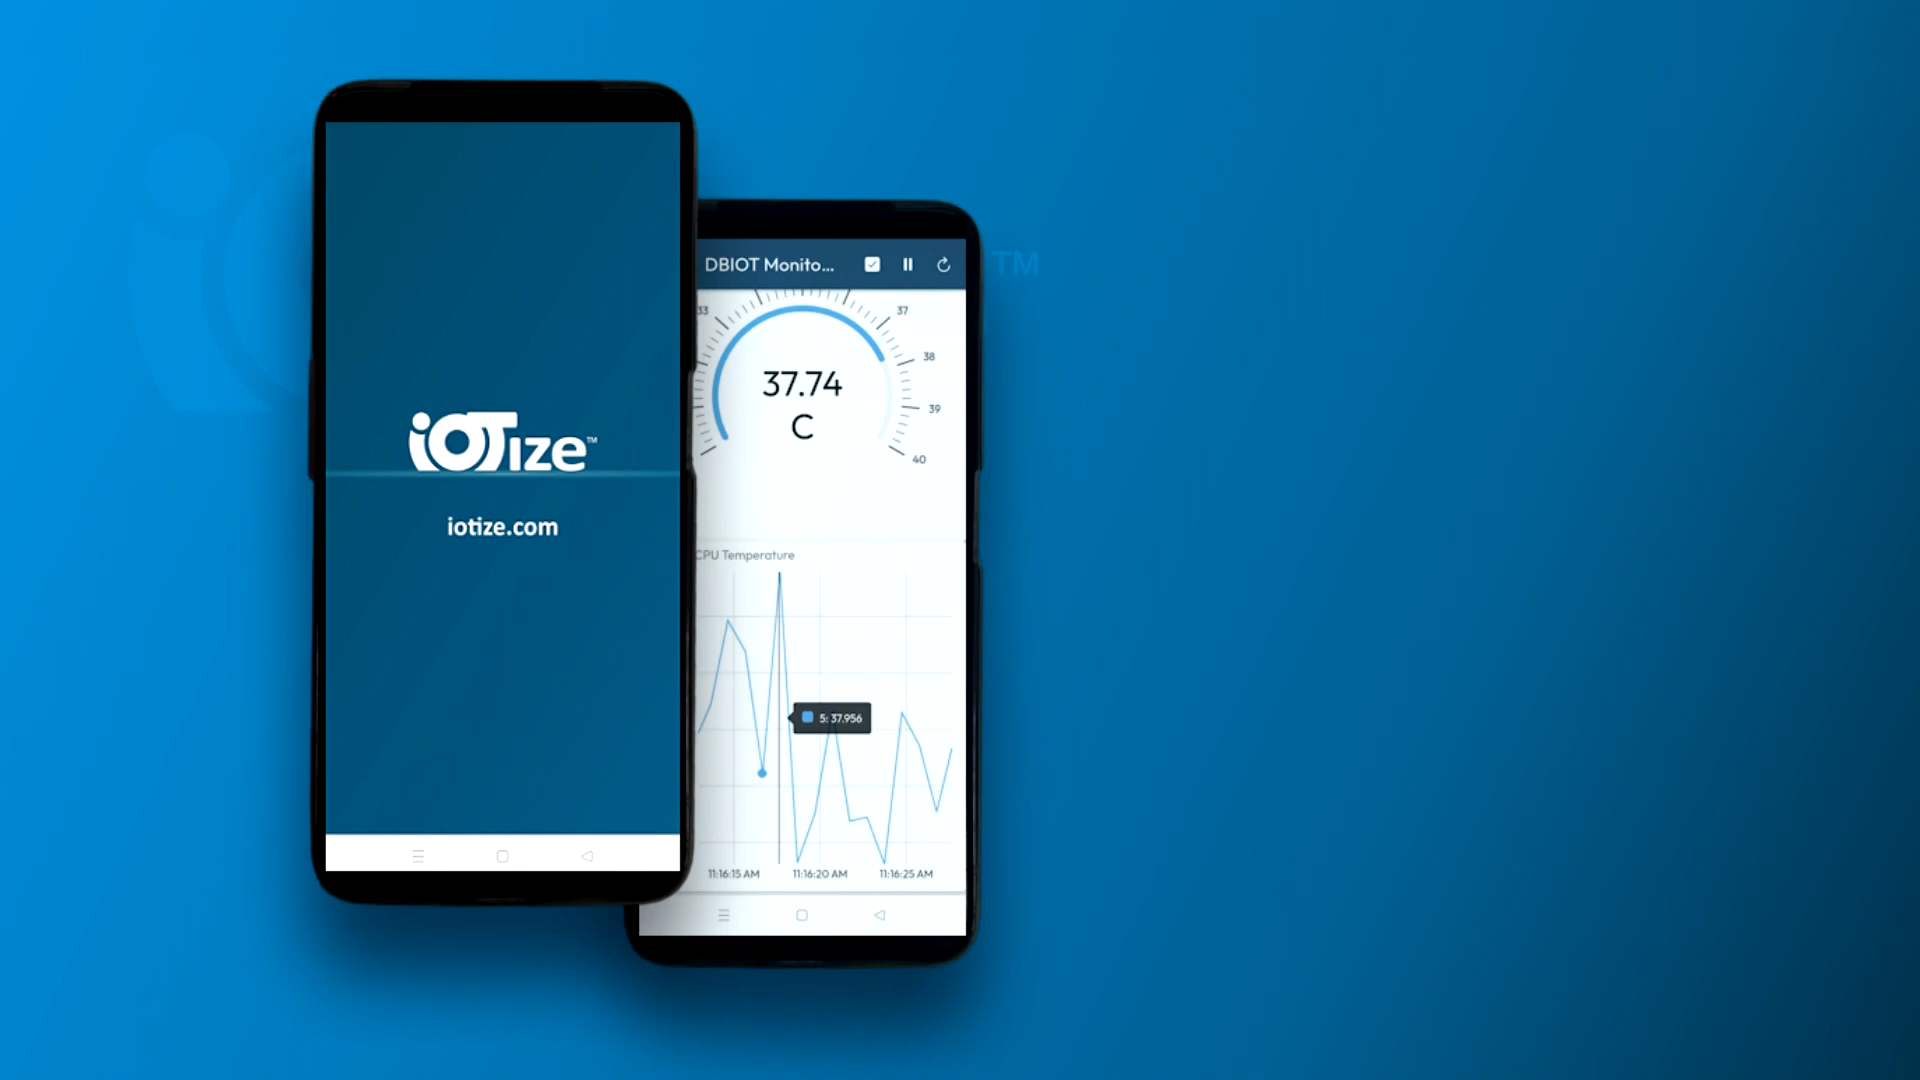 iOTize™
iotize.com
™
DBIOT Monito...
33
37
38
39
40
37.74
C
CPU Temperature
5: 37.956
11:16:15 AM
11:16:20 AM
11:16:25 AM